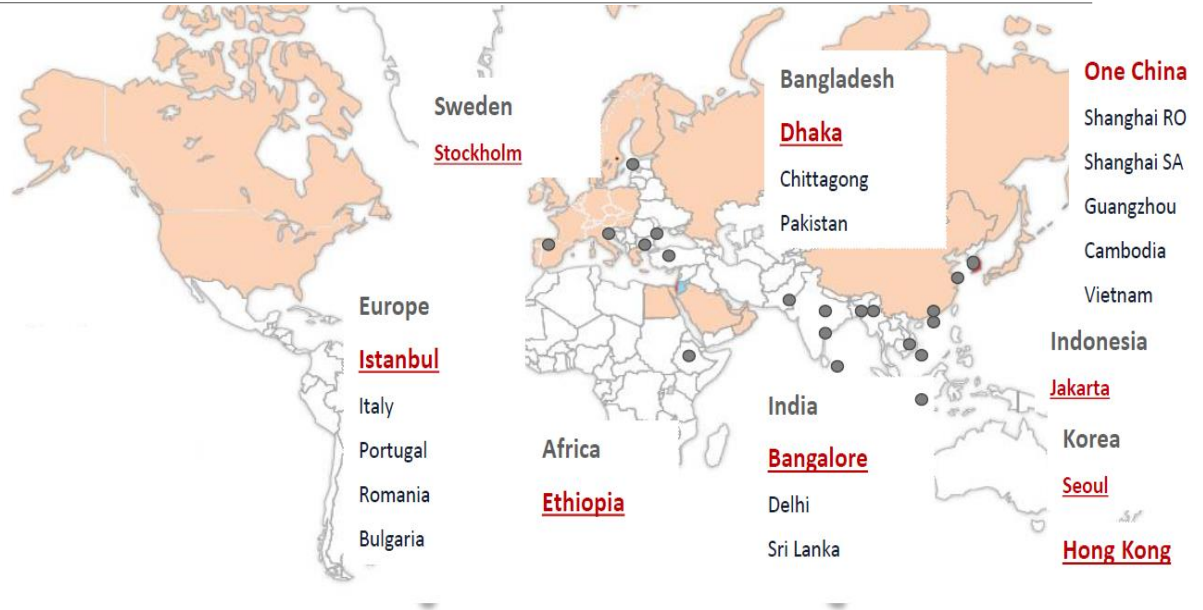 Sweden
Stockholm
Europe
Istanbul
Italy
Portugal
Romania
Bulgaria
Africa
Ethiopia
Bangladesh
Dhaka
Chittagong
Pakistan
India
Bangalore
Delhi
Sri Lanka
One China
Shanghai RO
Shanghai SA
Guangzhou
Cambodia
Vietnam
Indonesia
Jakarta
Korea
Seoul
Hong Kong